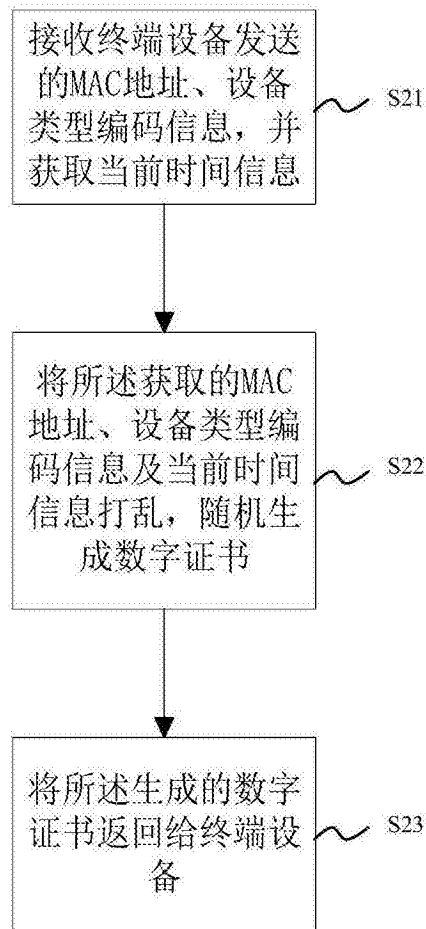 接收终端设备发送
的MAC地址、设备
类型编码信息，并
获取当前时间信息
S21
将所述获取的MAC
地址、设备类型编
码信息及当前时间
信息打乱，随机生
成数字证书
S22
将所述生成的数字
证书返回给终端设
备
S23